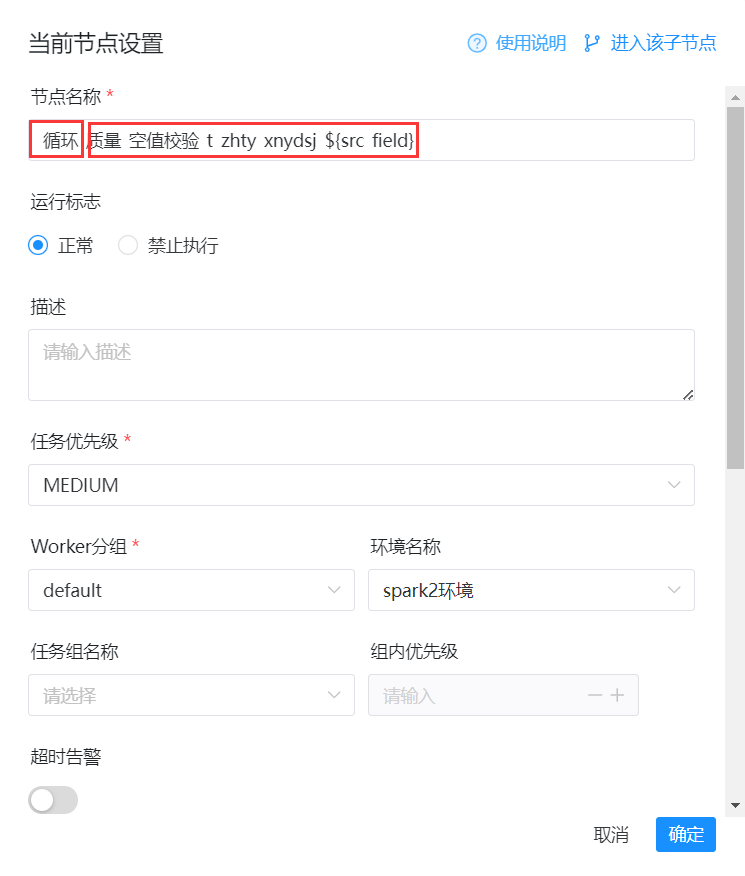 当前节点设置 使用说明 进入该子节点
节点名称 *
循环 质量 空值校验 t zhty xnydsj ${src field}
运行标志
正常 禁止执行
描述
请输入描述
任务优先级 *
MEDIUM
Worker分组 * 环境名称
default spark2环境
任务组名称 组内优先级
请选择 请输入
超时告警
取消 确定